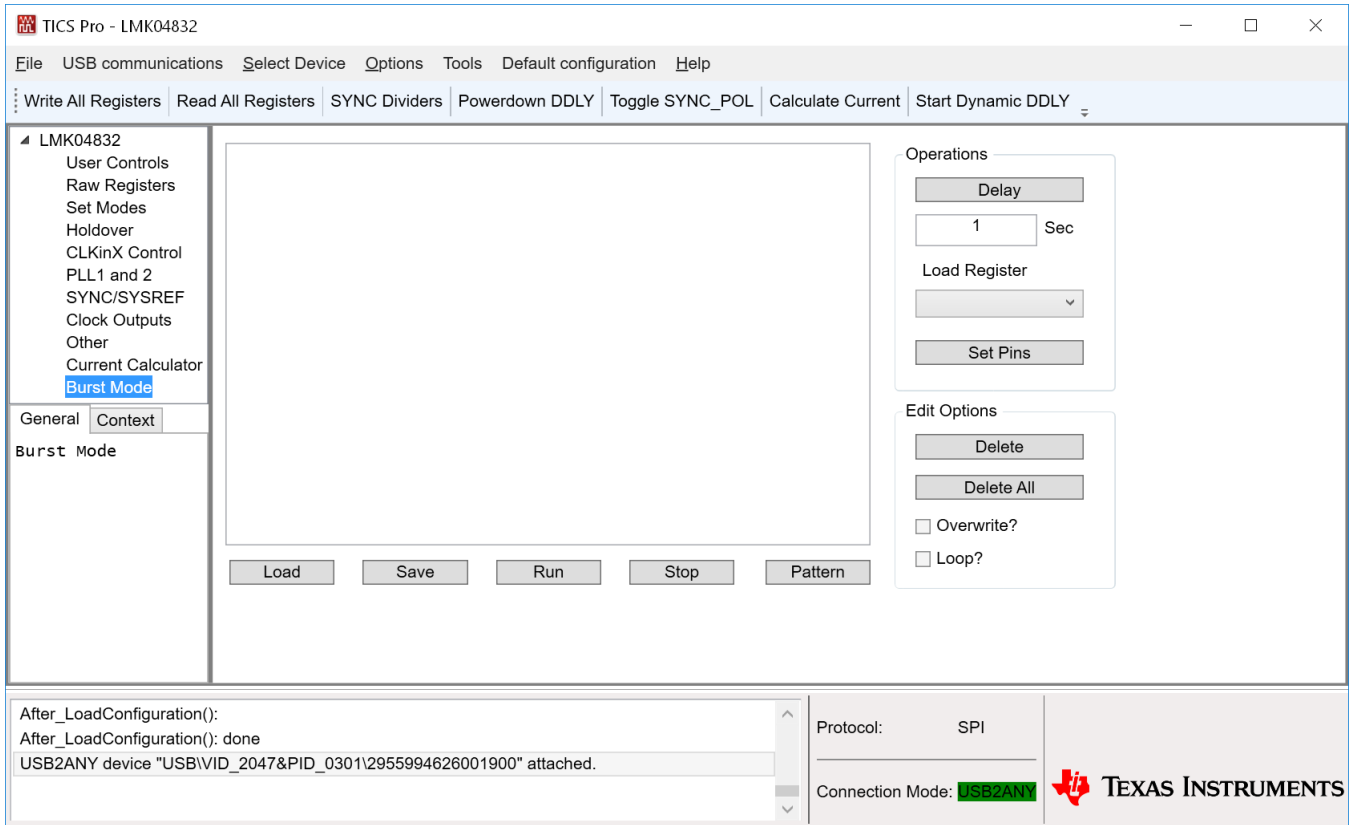 TICS Pro - LMK04832
File USB communications Select Device Options Tools Default configuration Help
Write All Registers Read All Registers SYNC Dividers Powerdown DDLY Toggle SYNC_POL Calculate Current Start Dynamic DDLY
LMK04832
User Controls
Raw Registers
Set Modes
Holdover
CLKinX Control
PLL1 and 2
SYNC/SYSREF
Clock Outputs
Other
Current Calculator
Burst Mode
General Context
Burst Mode
Load Save Run Stop Pattern
Operations
Delay
1 Sec
Load Register
Set Pins
Edit Options
Delete
Delete All
Overwrite?
Loop?
After_LoadConfiguration():
After_LoadConfiguration(): done
USB2ANY device "USB\VID_2047&PID_0301\2955994626001900" attached.
Protocol: SPI
Connection Mode: USB2ANY
TEXAS INSTRUMENTS